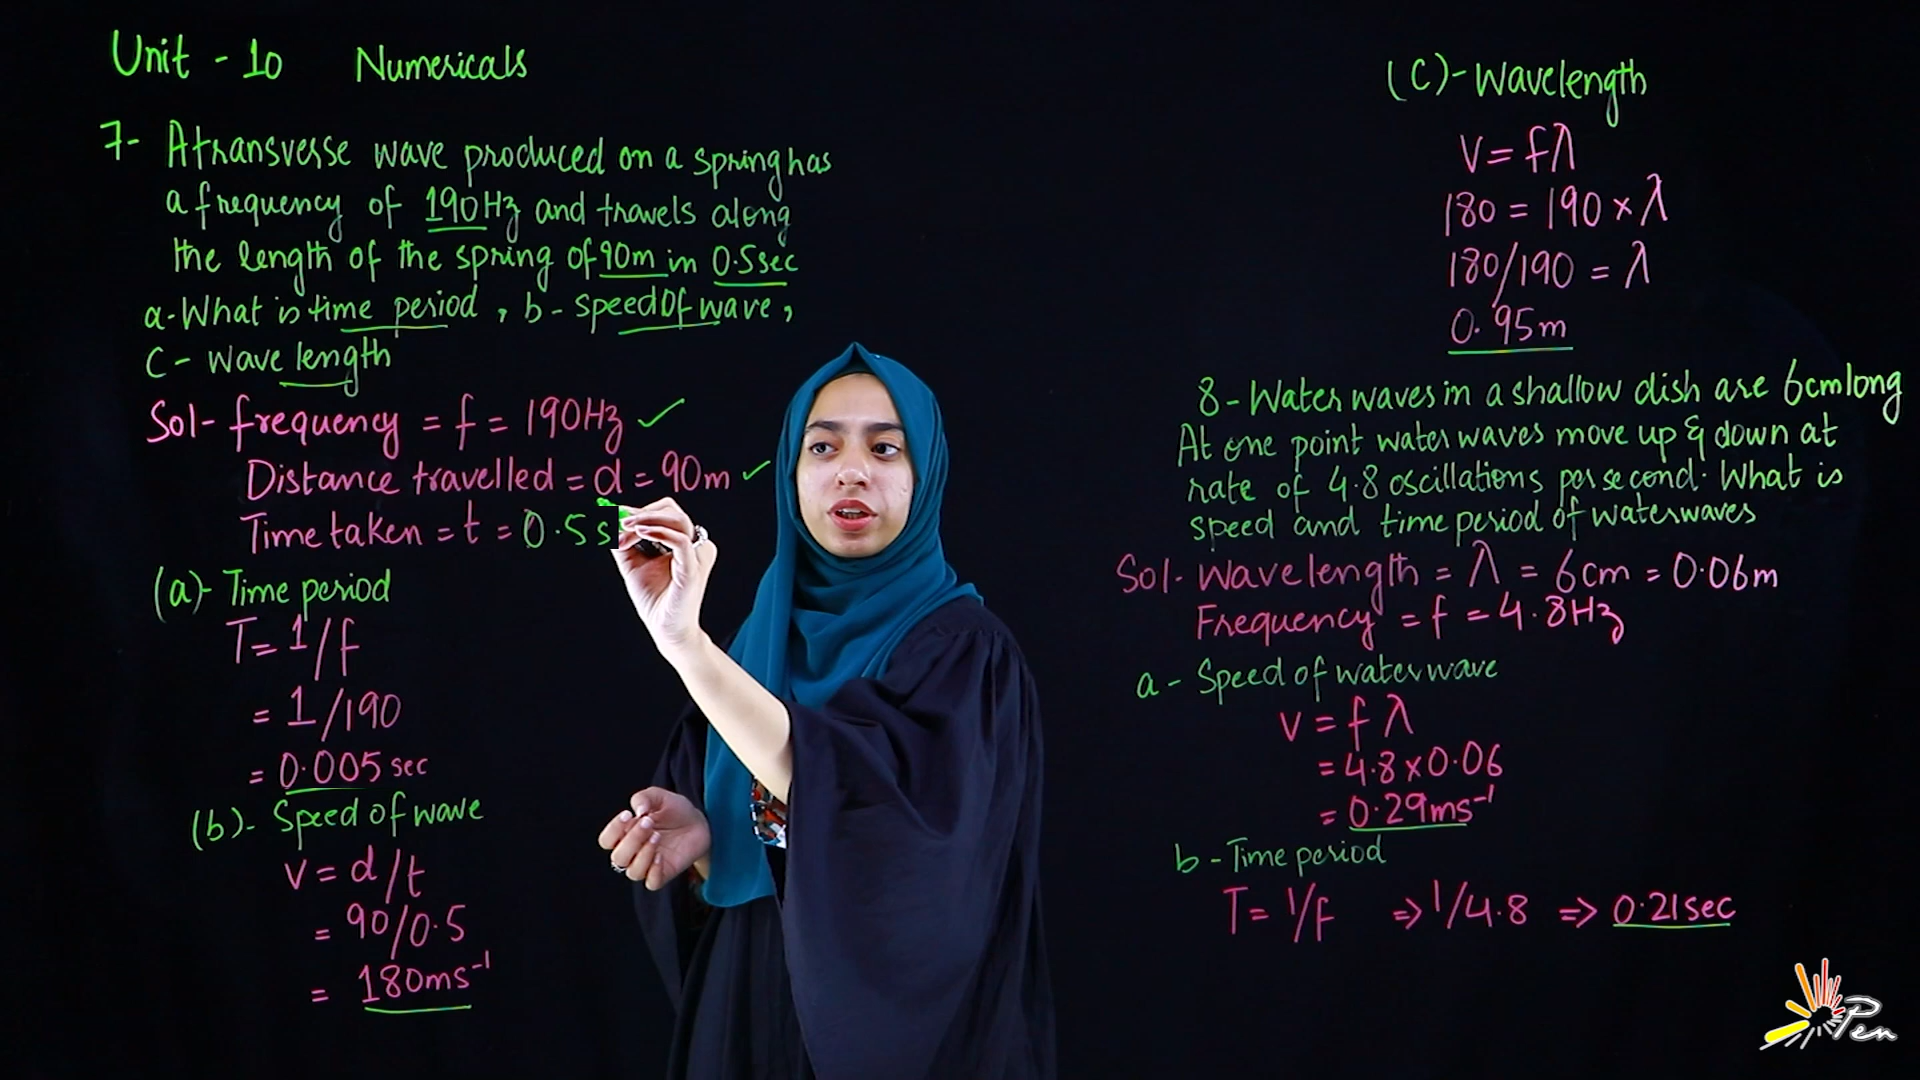 Unit - 10 Numericals
7- A transverse wave produced on a spring has
a frequency of 190Hz and travels along
the length of the spring of 90m in 0.5sec
a- What is time period, b- speed of wave,
c- wave length
Sol- frequency = f = 190Hz ✓
Distance travelled = d = 90m ✓
Time taken = t = 0.5 s
(a)- Time period
T= 1/f
= 1/190
= 0.005 sec
(b)- Speed of wave
v = d/t
= 90/0.5
= 180ms⁻¹
(C)- Wavelength
v = fλ
180 = 190 × λ
180/190 = λ
0.95m
8- Water waves in a shallow dish are 6cm long
At one point water waves move up & down at
rate of 4.8 oscillations per second. What is
speed and time period of waterwaves
Sol- Wavelength = λ = 6cm = 0.06m
Frequency = f = 4.8Hz
a- Speed of water wave
v = f λ
= 4.8×0.06
= 0.29ms⁻¹
b- Time period
T= 1/f => 1/4.8 => 0.21sec
Pen